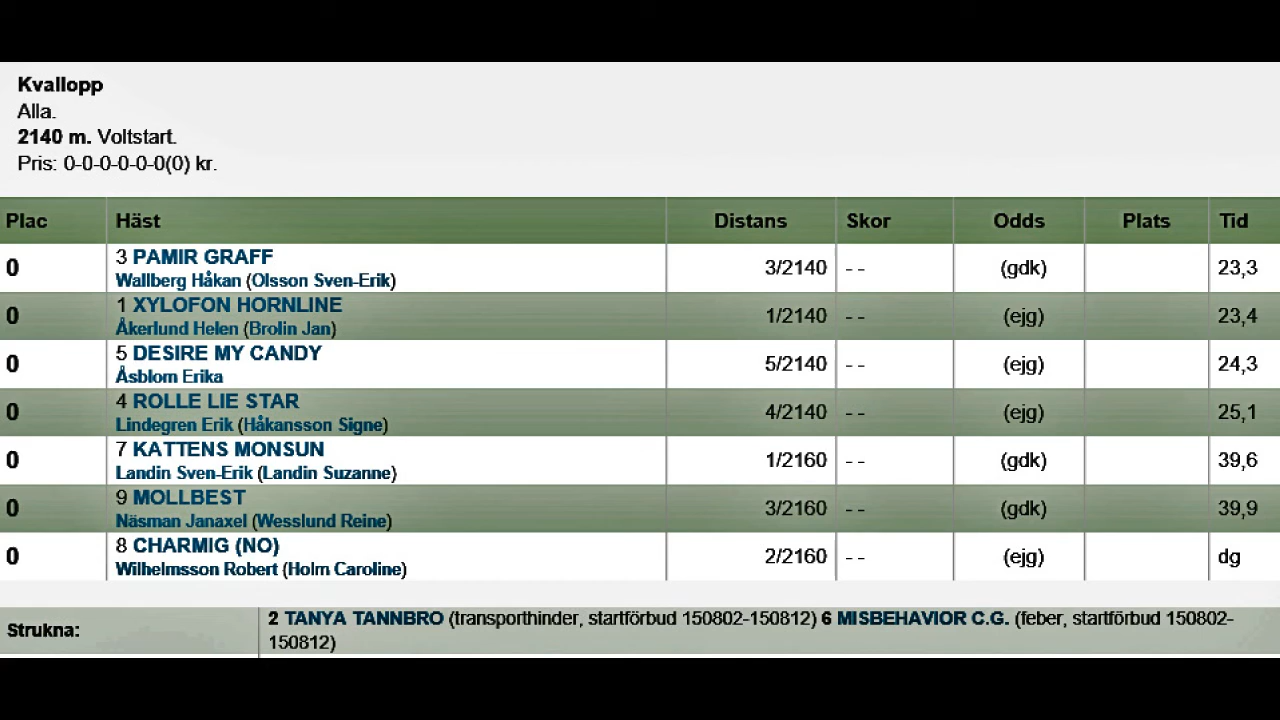 Kvallopp
Alla.
2140 m. Voltstart.
Pris: 0-0-0-0-0-0(0) kr.
Plac Häst Distans Skor Odds Plats Tid
0 3 PAMIR GRAFF 3/2140 - - (gdk) 23,3
Wallberg Håkan (Olsson Sven-Erik)
0 1 XYLOFON HORNLINE 1/2140 - - (ejg) 23,4
Åkerlund Helen (Brolin Jan)
0 5 DESIRE MY CANDY 5/2140 - - (ejg) 24,3
Åsblom Erika
0 4 ROLLE LIE STAR 4/2140 - - (ejg) 25,1
Lindegren Erik (Håkansson Signe)
0 7 KATTENS MONSUN 1/2160 - - (gdk) 39,6
Landin Sven-Erik (Landin Suzanne)
0 9 MOLLBEST 3/2160 - - (gdk) 39,9
Näsman Janaxel (Wesslund Reine)
0 8 CHARMIG (NO) 2/2160 - - (ejg) dg
Wilhelmsson Robert (Holm Caroline)
Strukna: 2 TANYA TANNBRO (transporthinder, startförbud 150802-150812) 6 MISBEHAVIOR C.G. (feber, startförbud 150802-
150812)